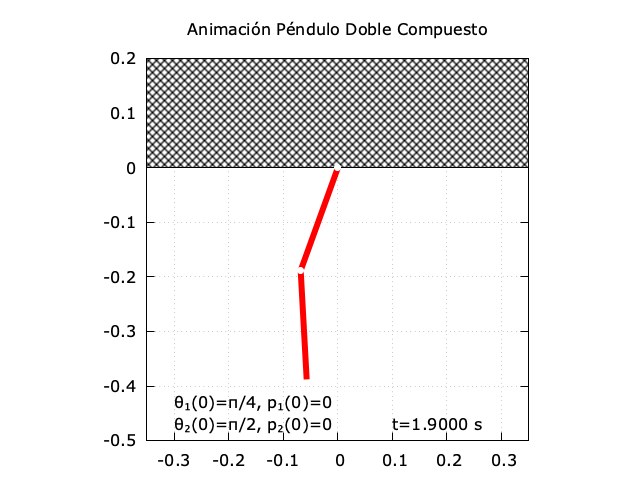 Animación Péndulo Doble Compuesto
0.2
0.1
0
-0.1
-0.2
-0.3
-0.4
-0.5
θ₁(0)=π/4, p₁(0)=0
θ₂(0)=π/2, p₂(0)=0
t=1.9000 s
-0.3 -0.2 -0.1 0 0.1 0.2 0.3